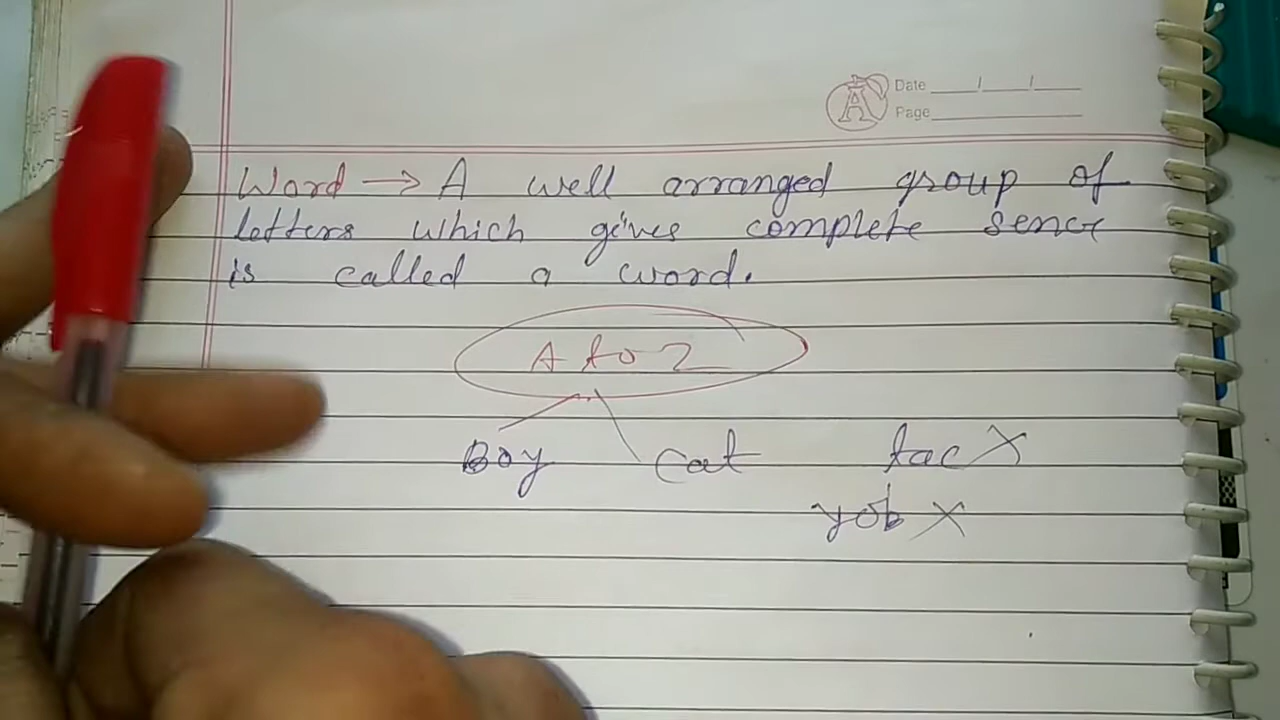 Date / /
Page
Word → A well arranged group of
letters which gives complete sence
is called a word.
A to Z
Boy cat tac X
yob X